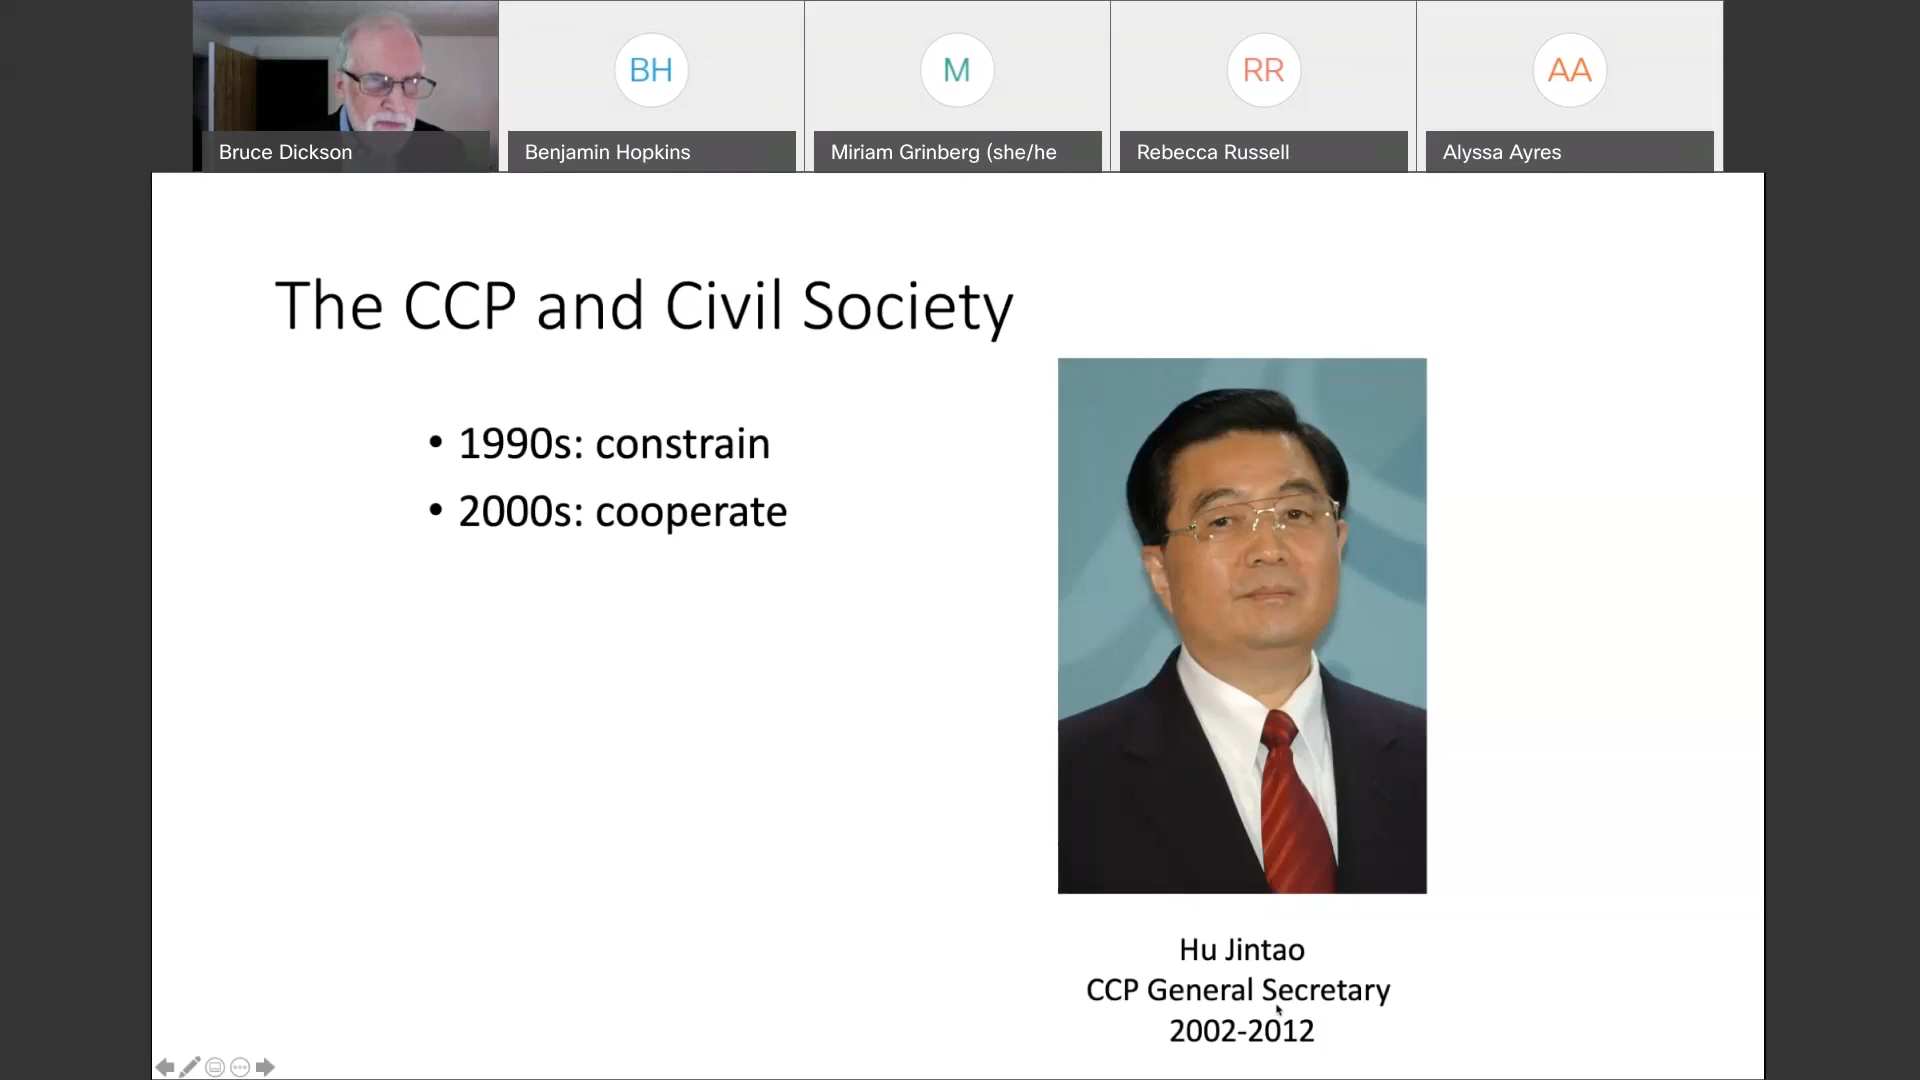 BH
M
RR
AA
Bruce Dickson
Benjamin Hopkins
Miriam Grinberg (she/he
Rebecca Russell
Alyssa Ayres
The CCP and Civil Society
• 1990s: constrain
• 2000s: cooperate
Hu Jintao
CCP General Secretary
2002-2012